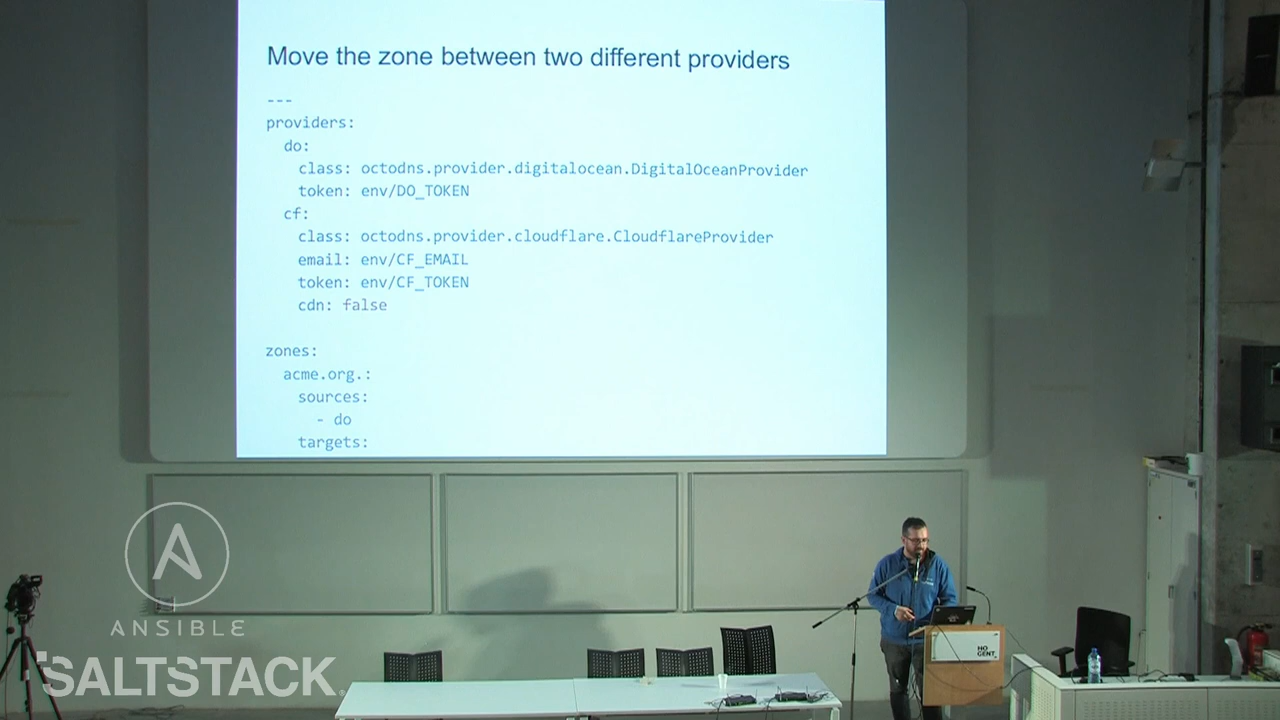 Move the zone between two different providers
---
providers:
do:
class: octodns.provider.digitalocean.DigitalOceanProvider
token: env/DO_TOKEN
cf:
class: octodns.provider.cloudflare.CloudflareProvider
email: env/CF_EMAIL
token: env/CF_TOKEN
cdn: false
zones:
acme.org.:
sources:
- do
targets:
ANSIBLE
SALTSTACK
HO
GENT